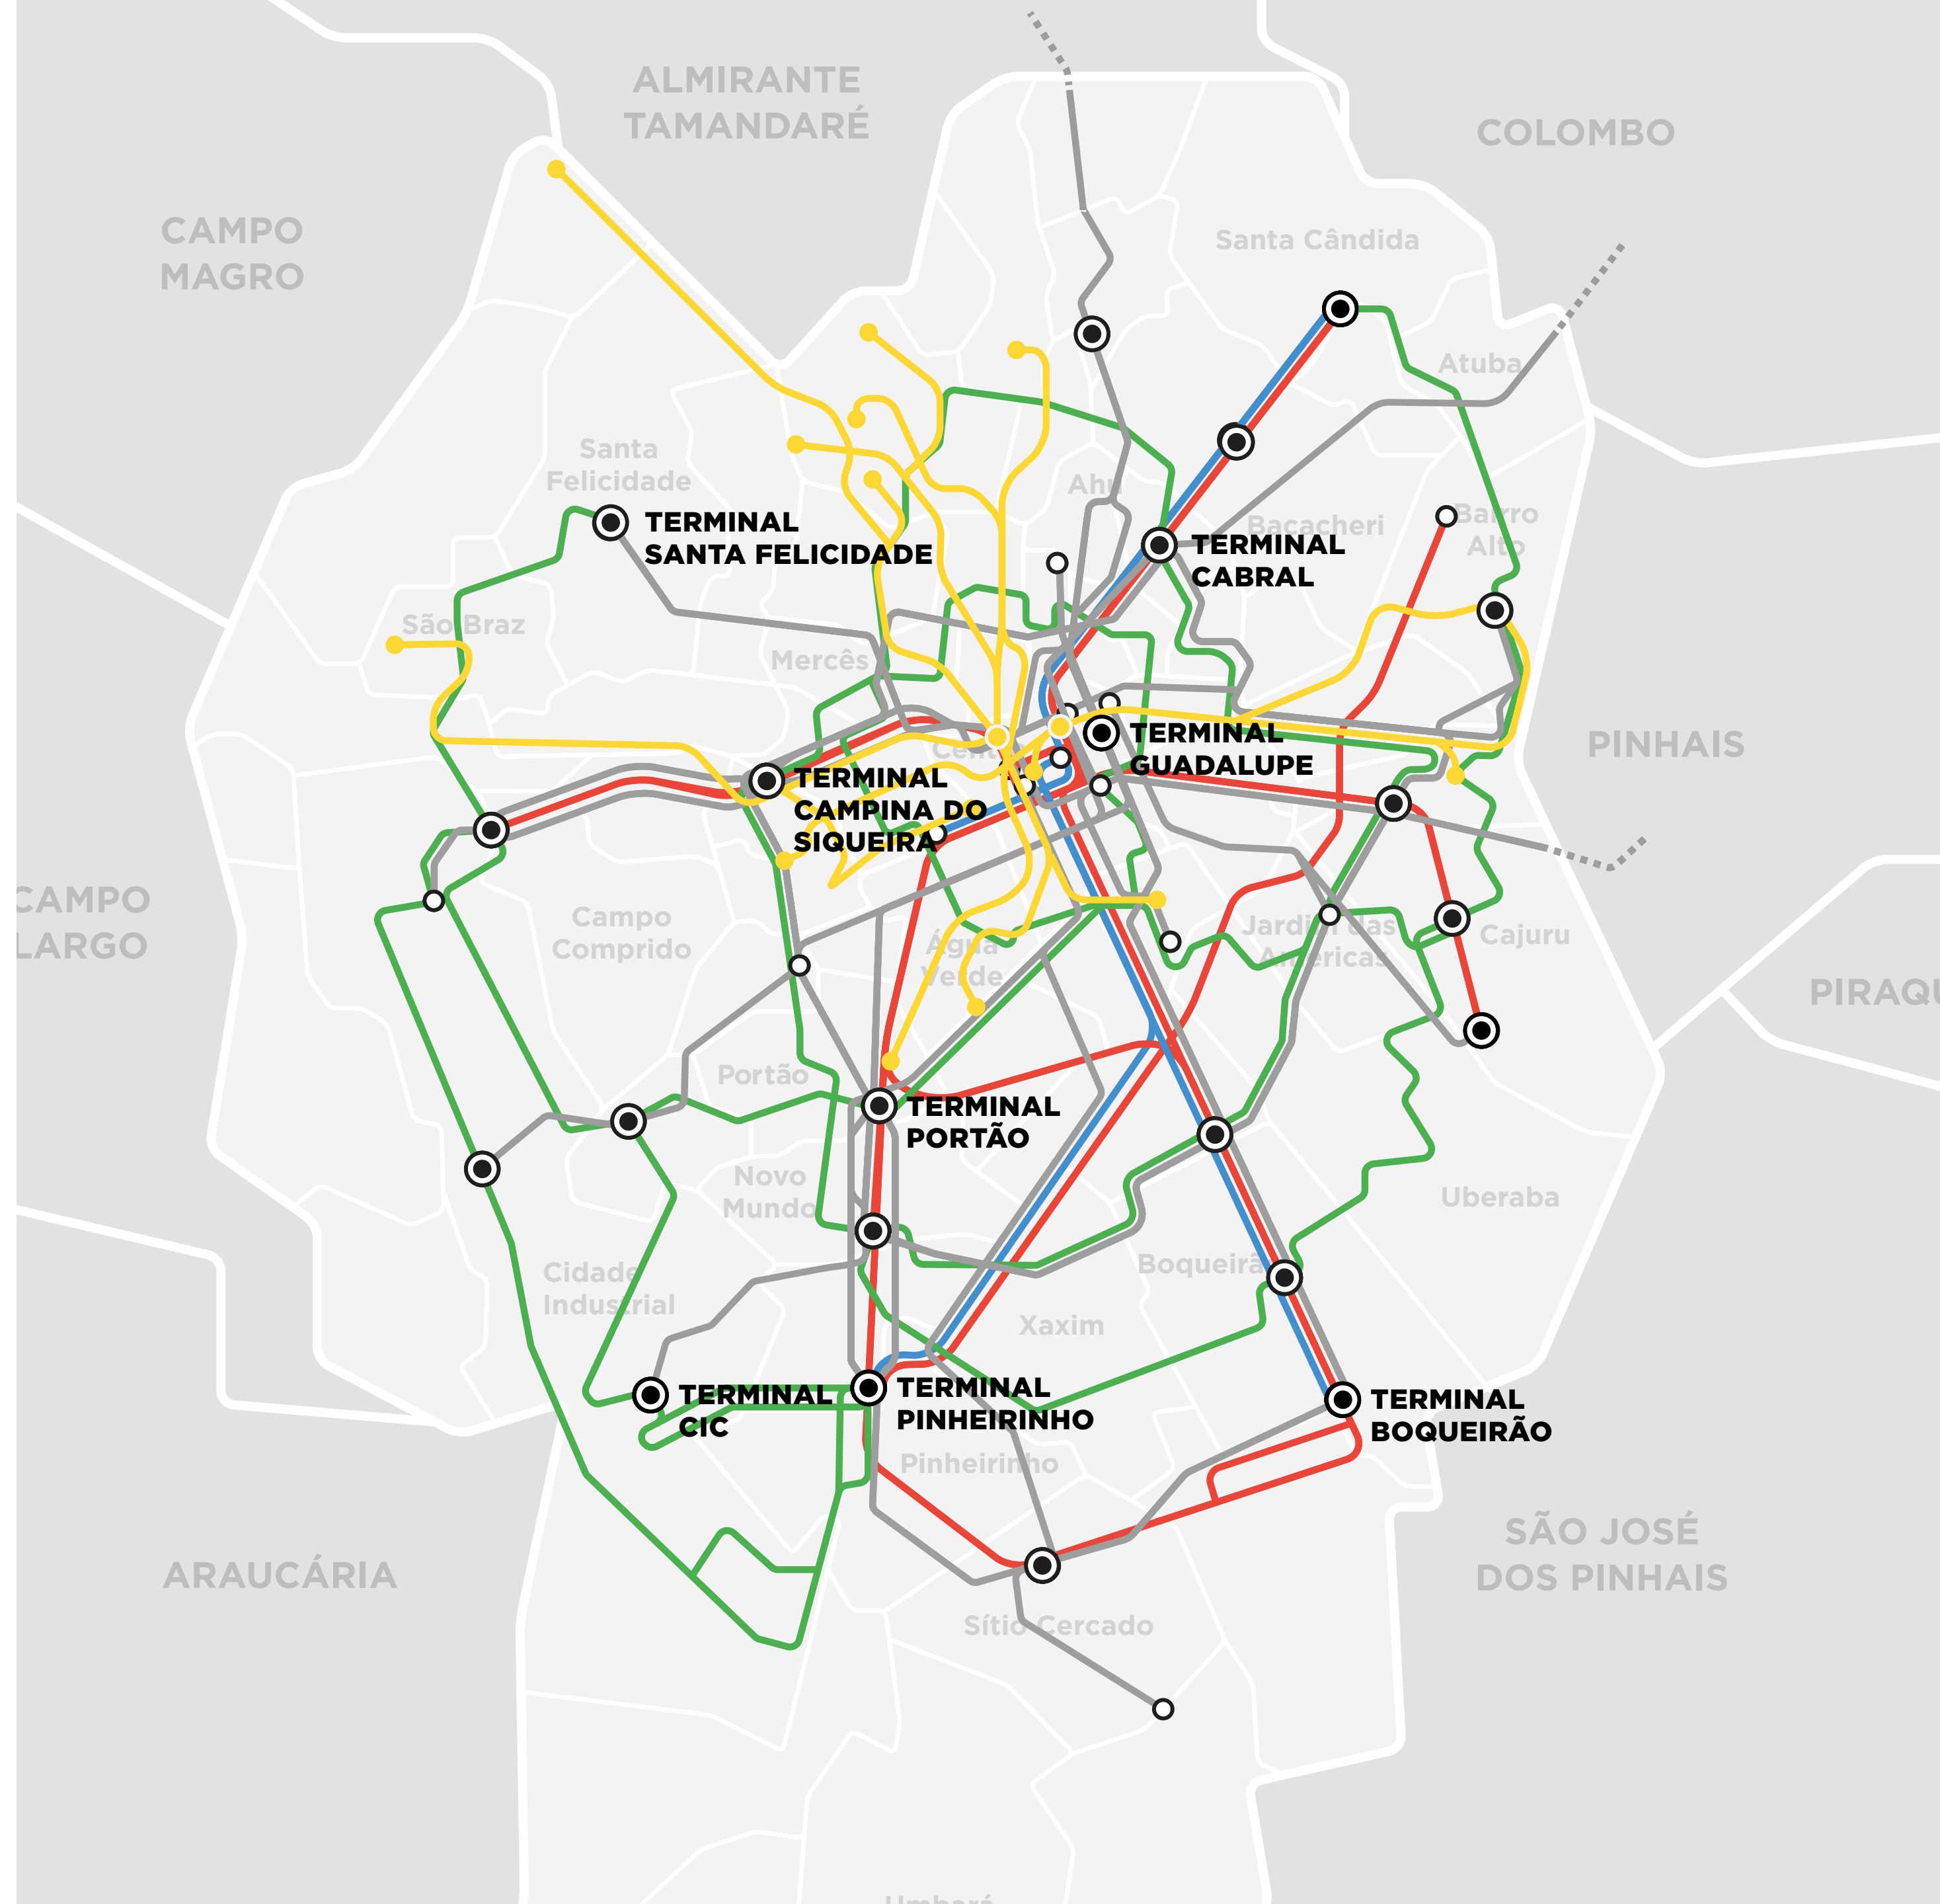 ALMIRANTE
TAMANDARÉ
COLOMBO
CAMPO
MAGRO
Santa Cândida
Atuba
Santa
Felicidade
Ahú
Bacacheri
Bairro
Alto
TERMINAL
SANTA FELICIDADE
TERMINAL
CABRAL
São Braz
Mercês
TERMINAL
GUADALUPE
PINHAIS
TERMINAL
CAMPINA DO
SIQUEIRA
CAMPO
LARGO
Campo
Comprido
Água
Verde
Jardim das
Américas
Cajuru
Portão
TERMINAL
PORTÃO
Novo
Mundo
Uberaba
Cidade
Industrial
Xaxim
TERMINAL
CIC
TERMINAL
PINHEIRINHO
TERMINAL
BOQUEIRÃO
Pinheirinho
ARAUCÁRIA
SÃO JOSÉ
DOS PINHAIS
Sítio Cercado